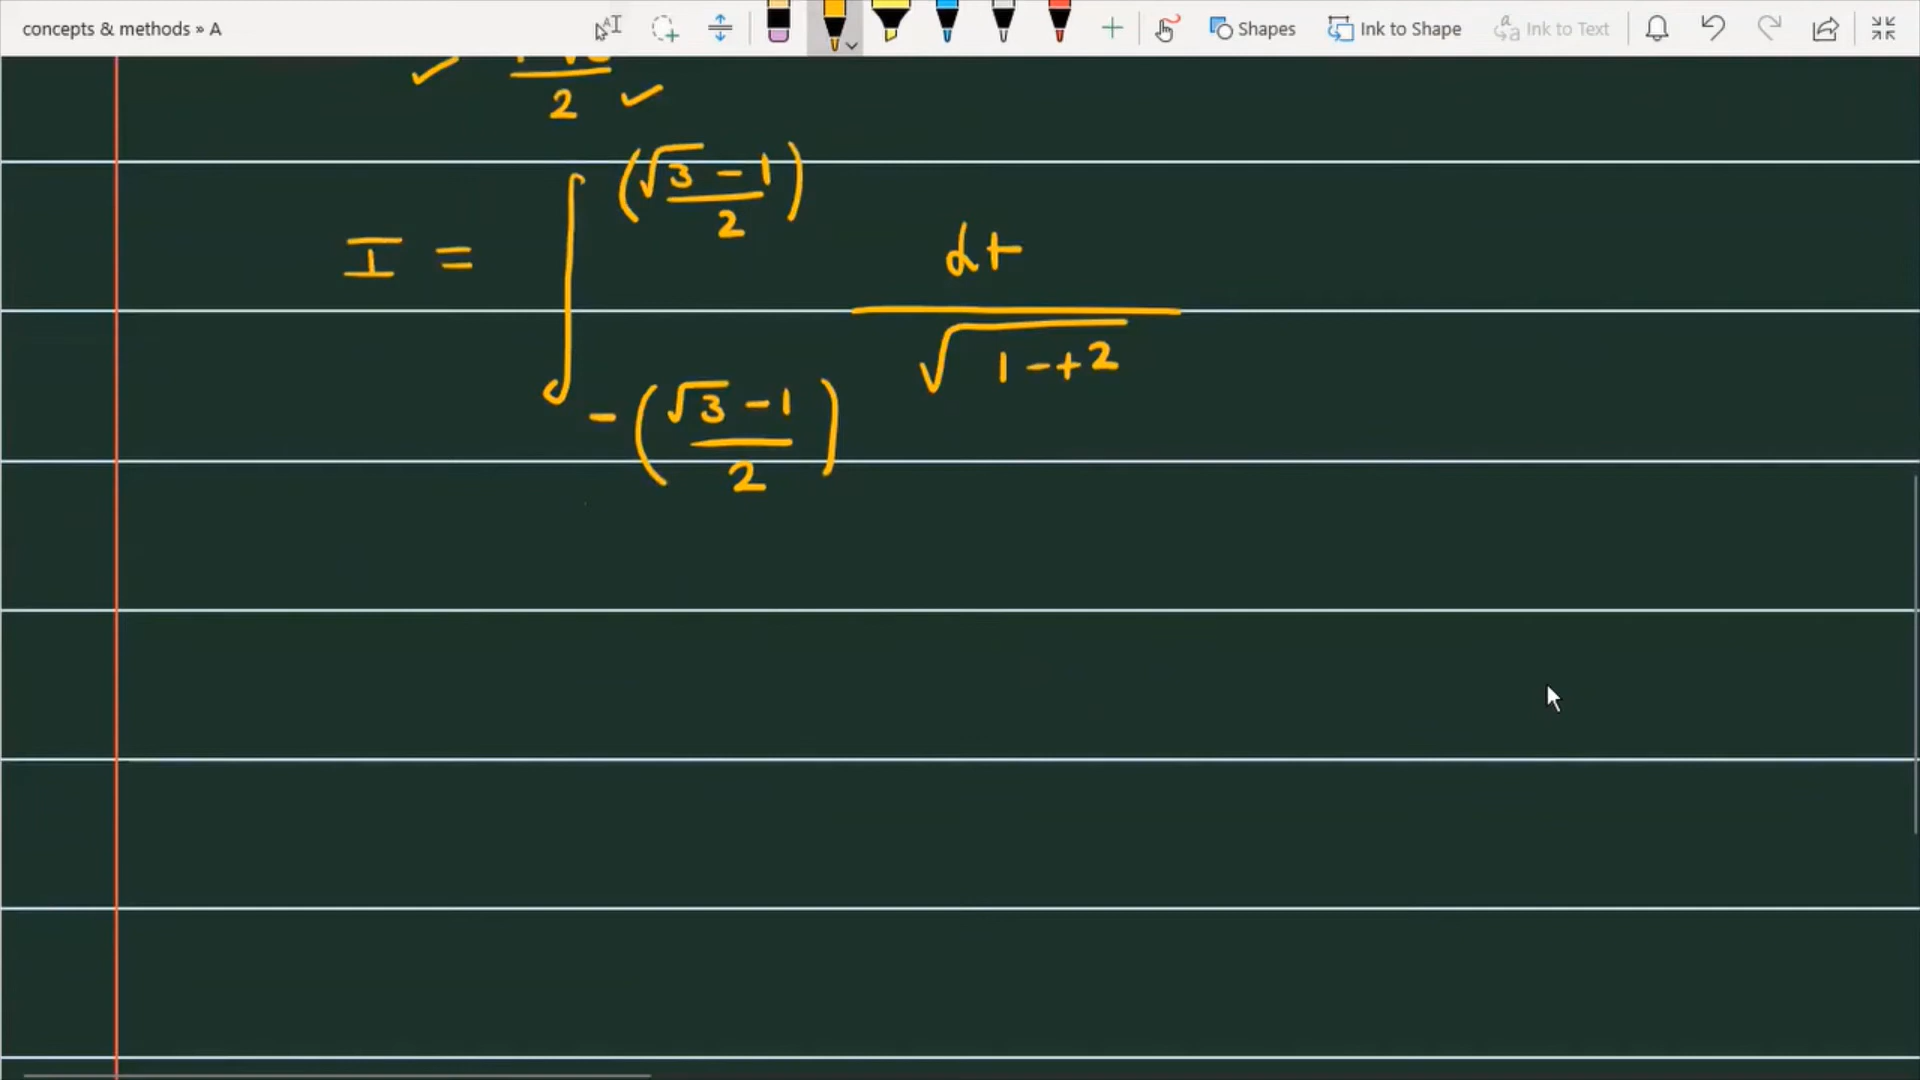 concepts & methods » A
Shapes
Ink to Shape
Ink to Text
2
I = ∫_{-((√3 - 1)/2)}^{((√3 - 1)/2)} dt / √(1 - t2)